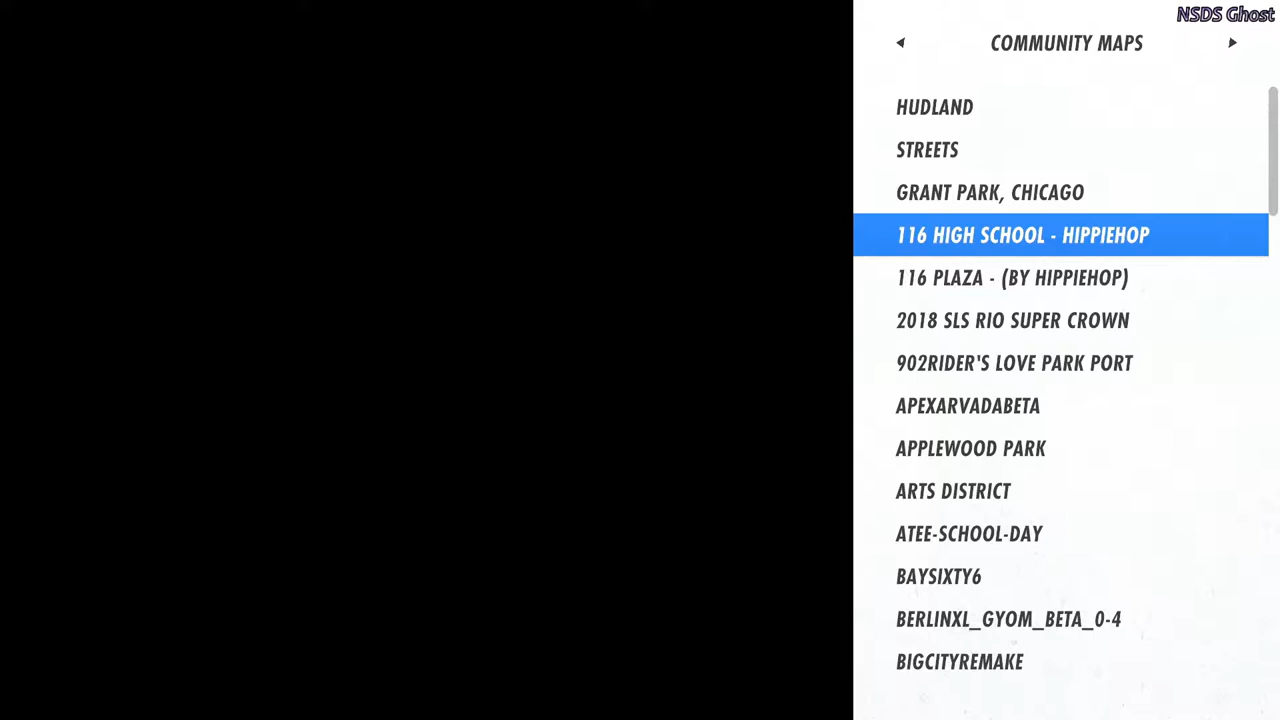 NSDS Ghost
COMMUNITY MAPS
HUDLAND
STREETS
GRANT PARK, CHICAGO
116 HIGH SCHOOL - HIPPIEHOP
116 PLAZA - (BY HIPPIEHOP)
2018 SLS RIO SUPER CROWN
902RIDER'S LOVE PARK PORT
APEXARVADABETA
APPLEWOOD PARK
ARTS DISTRICT
ATEE-SCHOOL-DAY
BAYSIXTY6
BERLINXL_GYOM_BETA_0-4
BIGCITYREMAKE